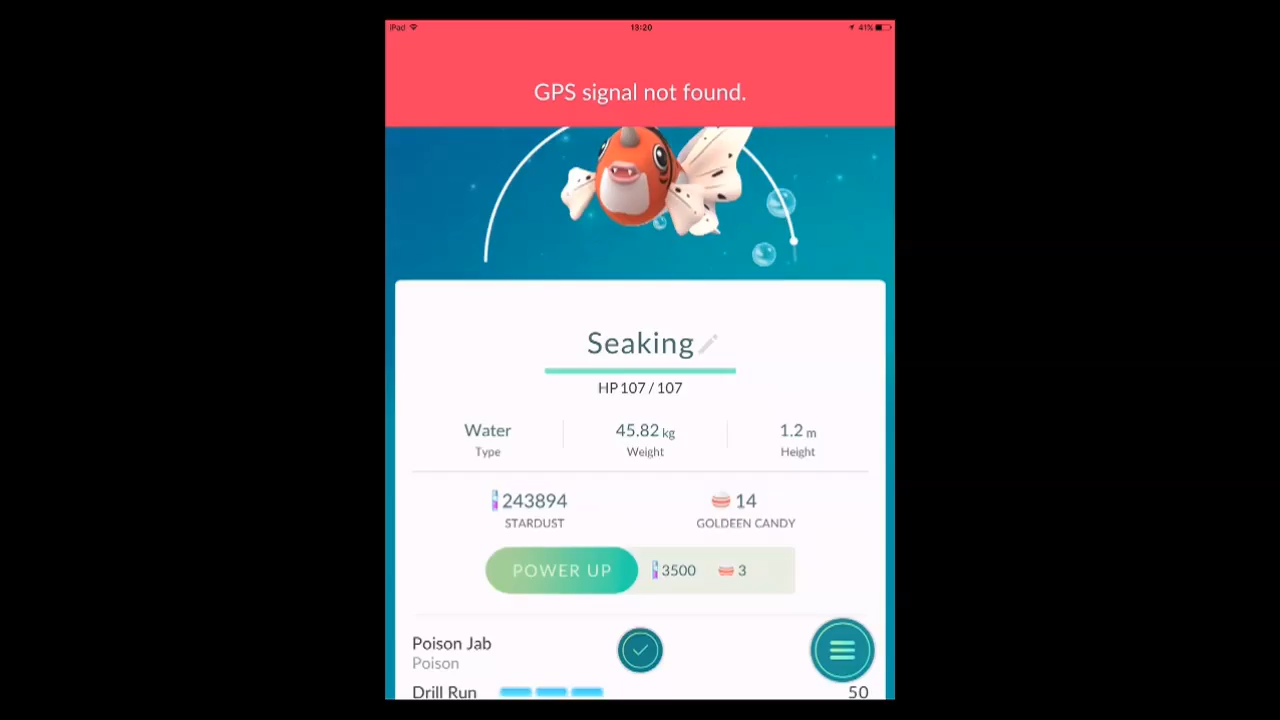 iPad 13:20 41%
GPS signal not found.
Seaking
HP 107 / 107
Water 45.82 kg 1.2 m
Type Weight Height
243894 14
STARDUST GOLDEEN CANDY
POWER UP 3500 3
Poison Jab
Poison
Drill Run 50